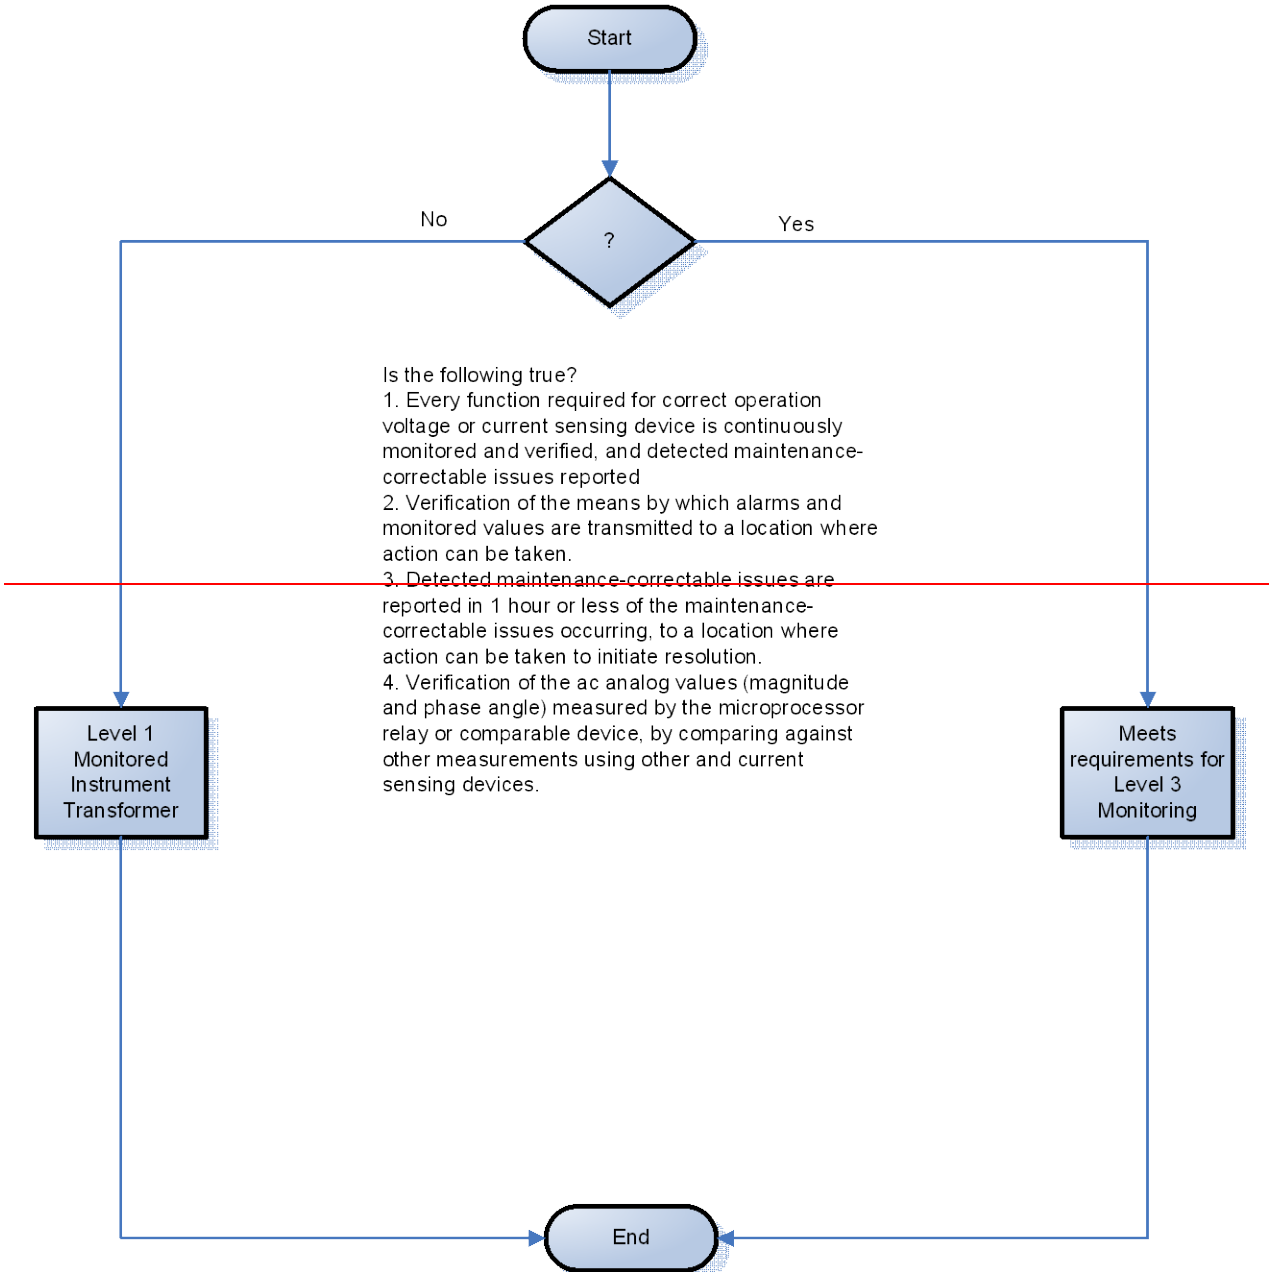 Start
No
Yes
?
Is the following true?
1. Every function required for correct operation
voltage or current sensing device is continuously
monitored and verified, and detected maintenance-
correctable issues reported
2. Verification of the means by which alarms and
monitored values are transmitted to a location where
action can be taken.
3. Detected maintenance-correctable issues are
reported in 1 hour or less of the maintenance-
correctable issues occurring, to a location where
action can be taken to initiate resolution.
4. Verification of the ac analog values (magnitude
and phase angle) measured by the microprocessor
relay or comparable device, by comparing against
other measurements using other and current
sensing devices.
Level 1
Monitored
Instrument
Transformer
Meets
requirements for
Level 3
Monitoring
End